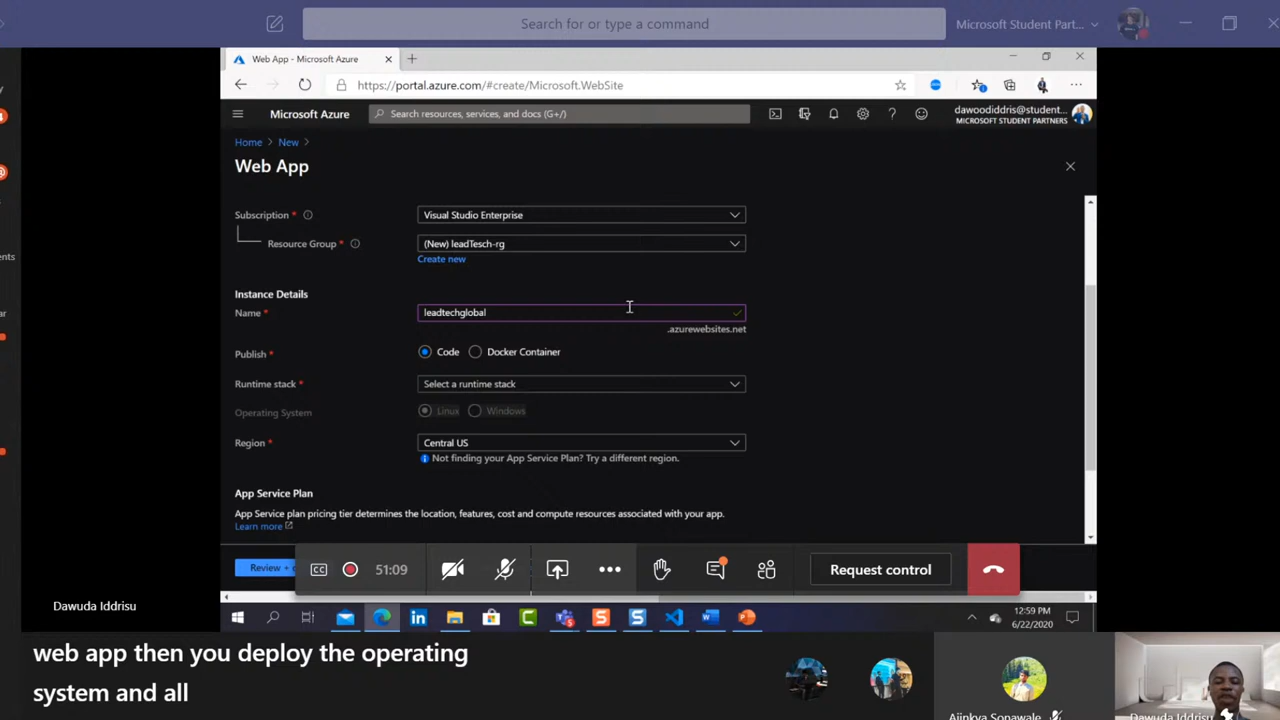 Search for or type a command
Microsoft Student Part...
Web App - Microsoft Azure
https://portal.azure.com/#create/Microsoft.WebSite
Microsoft Azure
Search resources, services, and docs (G+/)
dawoodiddris@student...
MICROSOFT STUDENT PARTNERS
Home > New >
Web App
Subscription *
Visual Studio Enterprise
Resource Group *
(New) leadTesch-rg
Create new
Instance Details
Name *
leadtechglobal
.azurewebsites.net
Publish *
Code
Docker Container
Runtime stack *
Select a runtime stack
Operating System
Linux
Windows
Region *
Central US
Not finding your App Service Plan? Try a different region.
App Service Plan
App Service plan pricing tier determines the location, features, cost and compute resources associated with your app.
Learn more
Review +
CC
51:09
Request control
Dawuda Iddrisu
12:59 PM
6/22/2020
web app then you deploy the operating
system and all
Ajinkya Sonawale
Dawuda Iddrisu